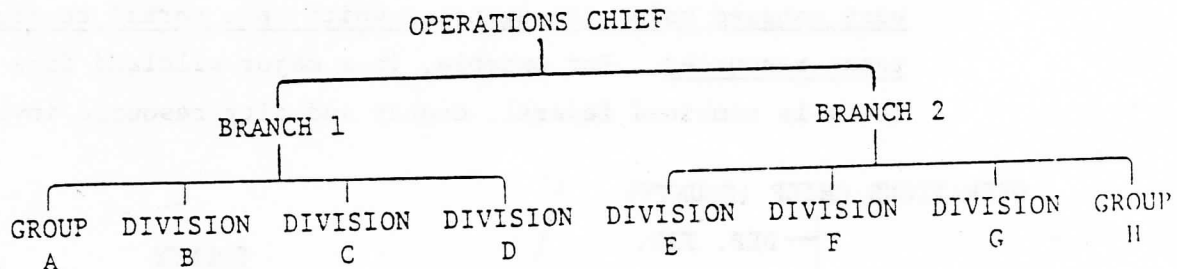 OPERATIONS CHIEF
BRANCH 1
BRANCH 2
GROUP A
DIVISION B
DIVISION C
DIVISION D
DIVISION E
DIVISION F
DIVISION G
GROUP H